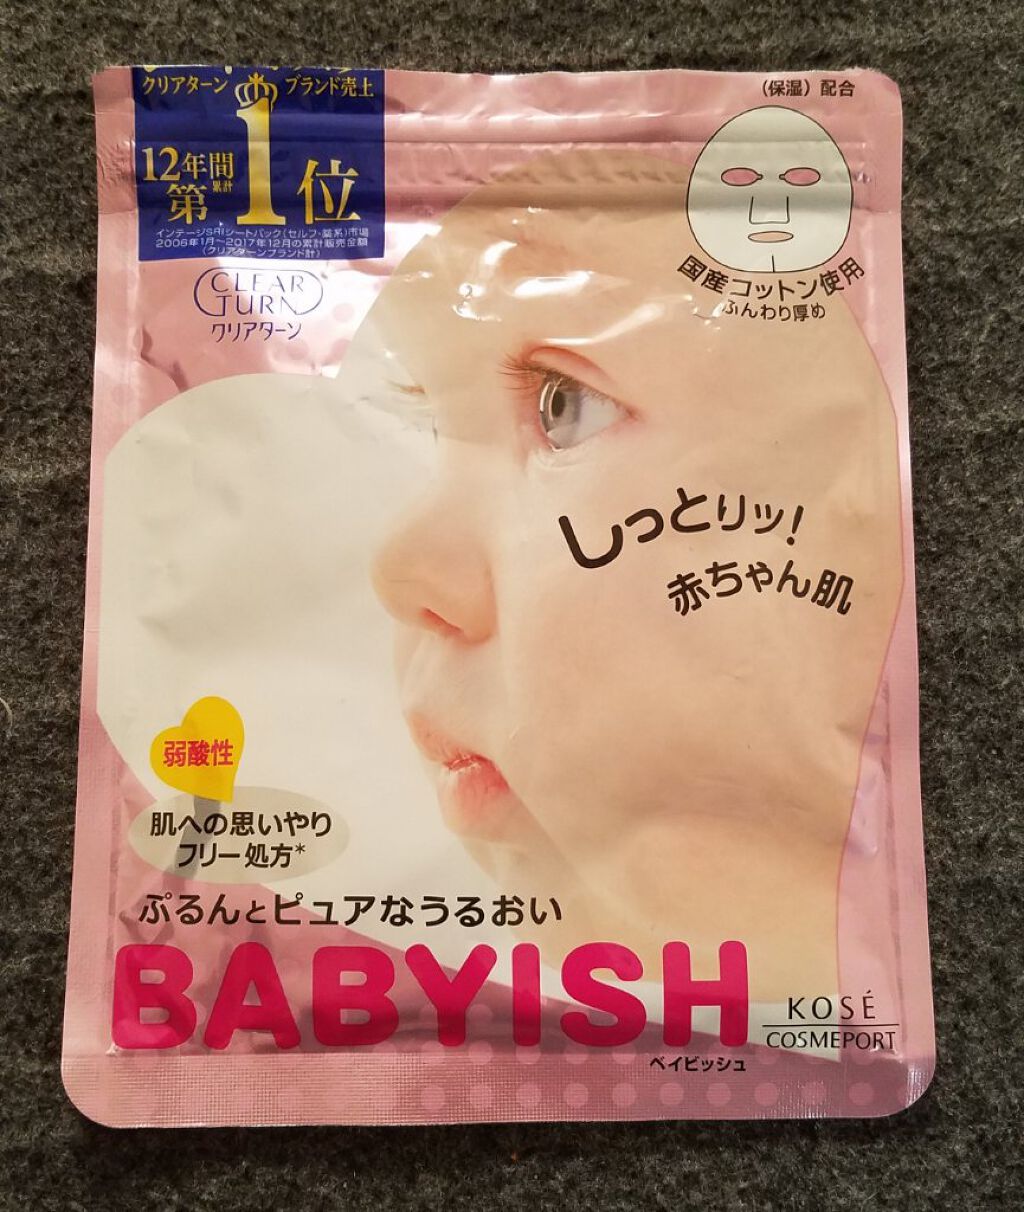 クリアターン ブランド売上
12年間
累計
第1位
インテージSRIシートパック(セルフ・薬系)市場
2006年1月~2017年12月の累計販売金額
(クリアターンブランド計)
CLEAR
TURN
クリアターン
(保湿)配合
国産コットン使用
ふんわり厚め
しっとりッ!
赤ちゃん肌
弱酸性
肌への思いやり
フリー処方*
ぷるんとピュアなうるおい
BABYISH
ベイビッシュ
KOSÉ
COSMEPORT